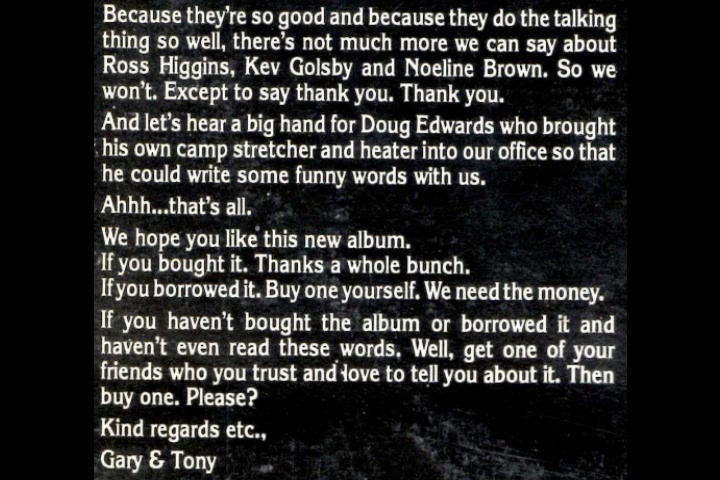 Because they're so good and because they do the talking
thing so well, there's not much more we can say about
Ross Higgins, Kev Golsby and Noeline Brown. So we
won't. Except to say thank you. Thank you.
And let's hear a big hand for Doug Edwards who brought
his own camp stretcher and heater into our office so that
he could write some funny words with us.
Ahhh...that's all.
We hope you like this new album.
If you bought it. Thanks a whole bunch.
If you borrowed it. Buy one yourself. We need the money.
If you haven't bought the album or borrowed it and
haven't even read these words. Well, get one of your
friends who you trust and love to tell you about it. Then
buy one. Please?
Kind regards etc.,
Gary & Tony